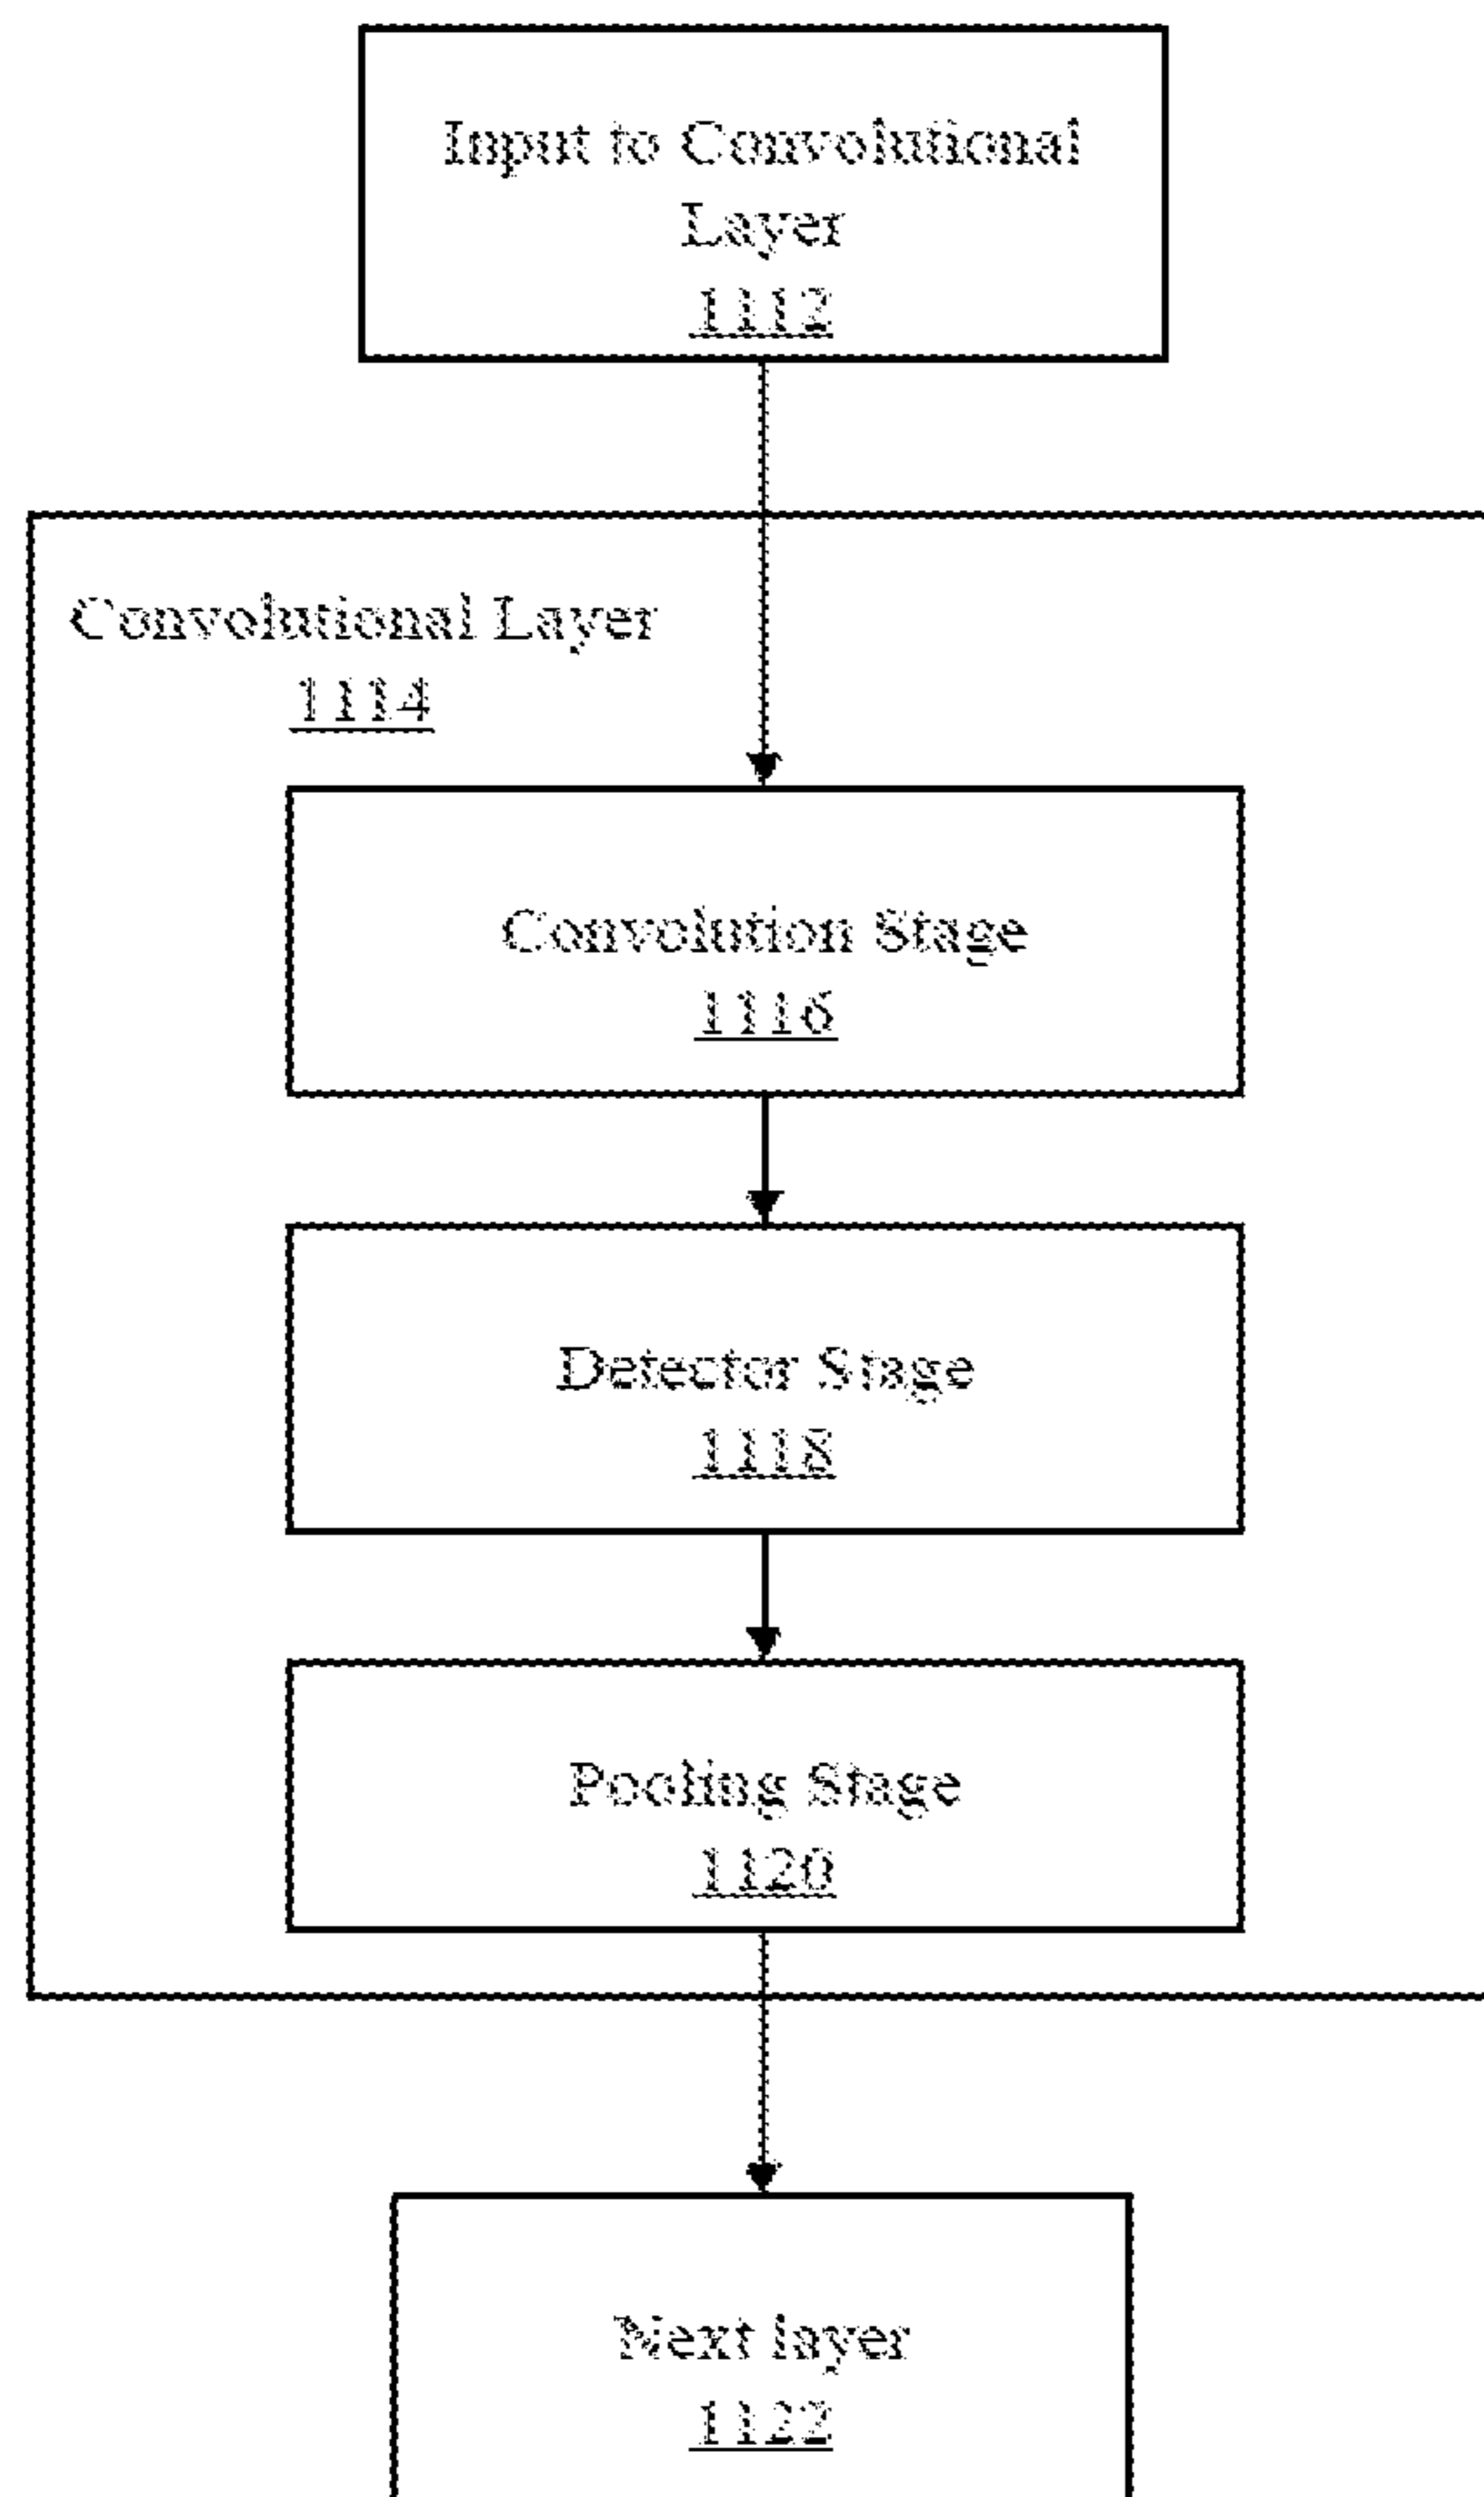 Input to Convolutional
Layer
1112
Convolutional Layer
1114
Convolution Stage
1116
Detector Stage
1118
Pooling Stage
1120
Next layer
1122